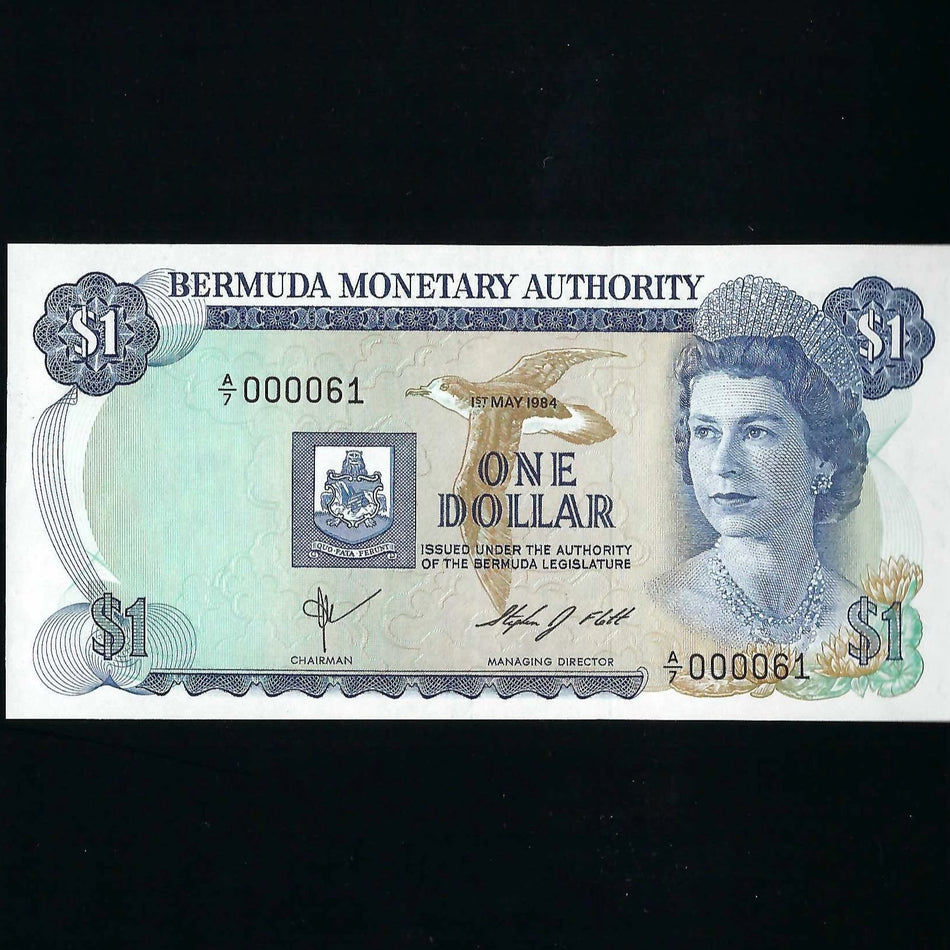 BERMUDA MONETARY AUTHORITY
$1
$1
A/7 000061
1ST MAY 1984
ONE
DOLLAR
QUO FATA FERUNT
ISSUED UNDER THE AUTHORITY
OF THE BERMUDA LEGISLATURE
$1
$1
CHAIRMAN
MANAGING DIRECTOR
A/7 000061